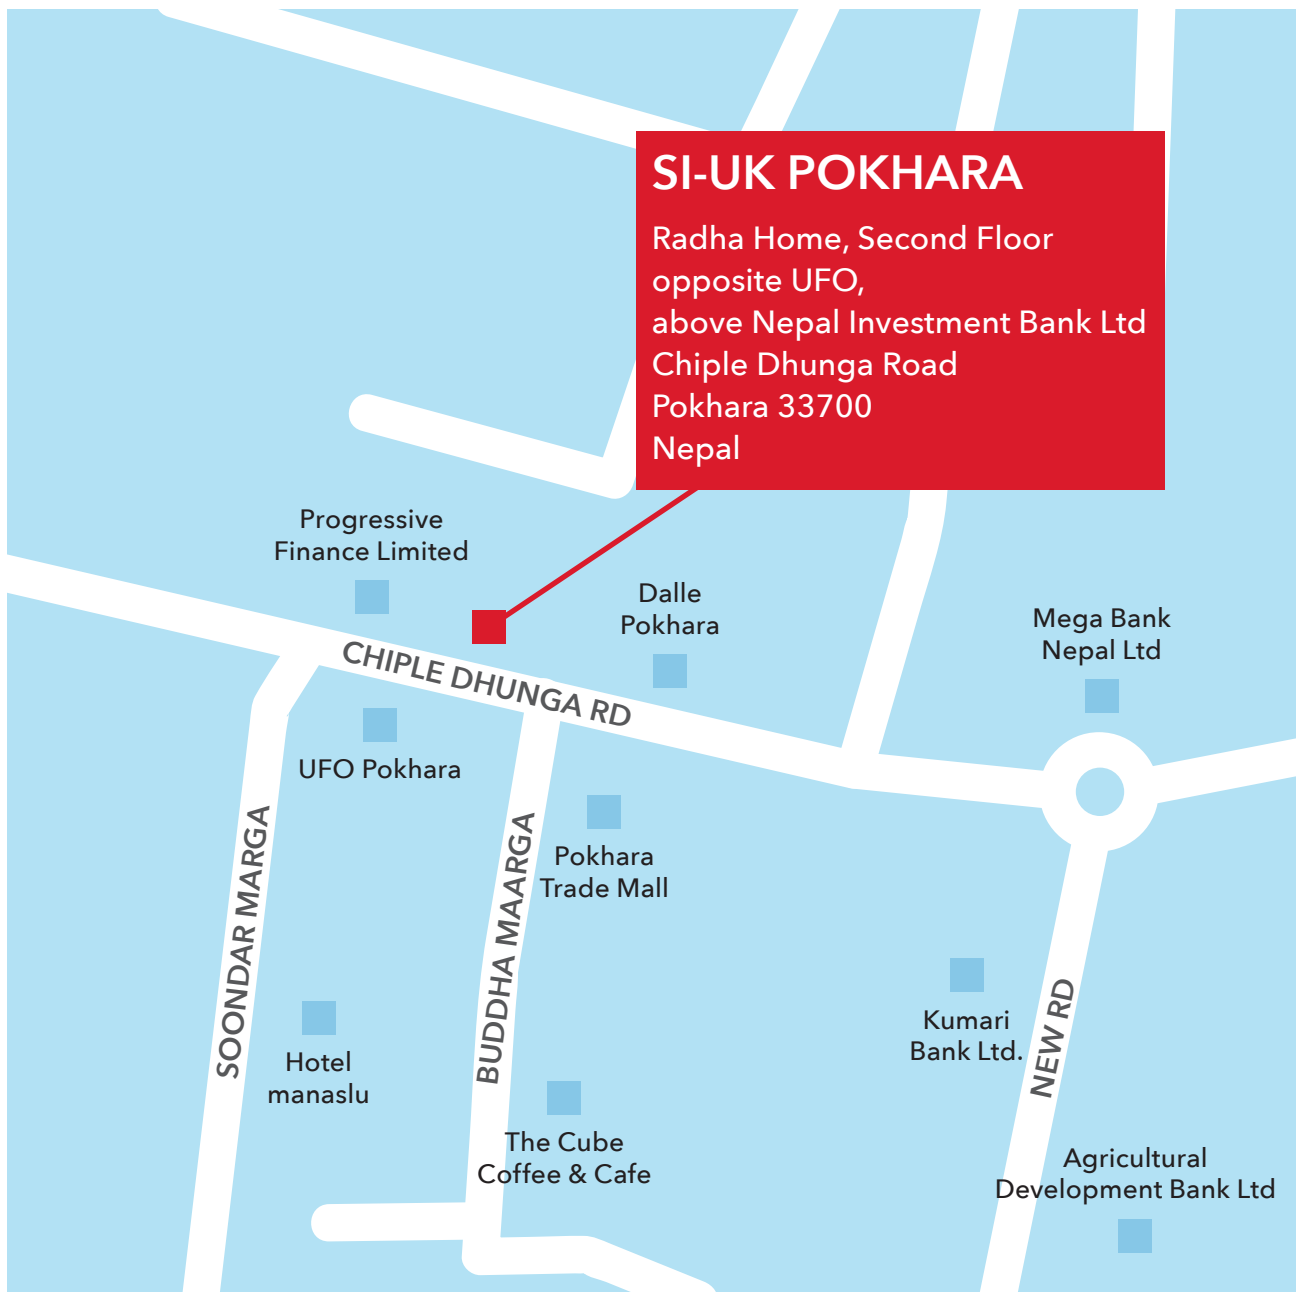 SI-UK POKHARA
Radha Home, Second Floor
opposite UFO,
above Nepal Investment Bank Ltd
Chiple Dhunga Road
Pokhara 33700
Nepal
Progressive
Finance Limited
Dalle
Pokhara
Mega Bank
Nepal Ltd
CHIPLE DHUNGA RD
UFO Pokhara
SOONDAR MARGA
BUDDHA MAARGA
Pokhara
Trade Mall
Hotel
manaslu
Kumari
Bank Ltd.
NEW RD
The Cube
Coffee & Cafe
Agricultural
Development Bank Ltd